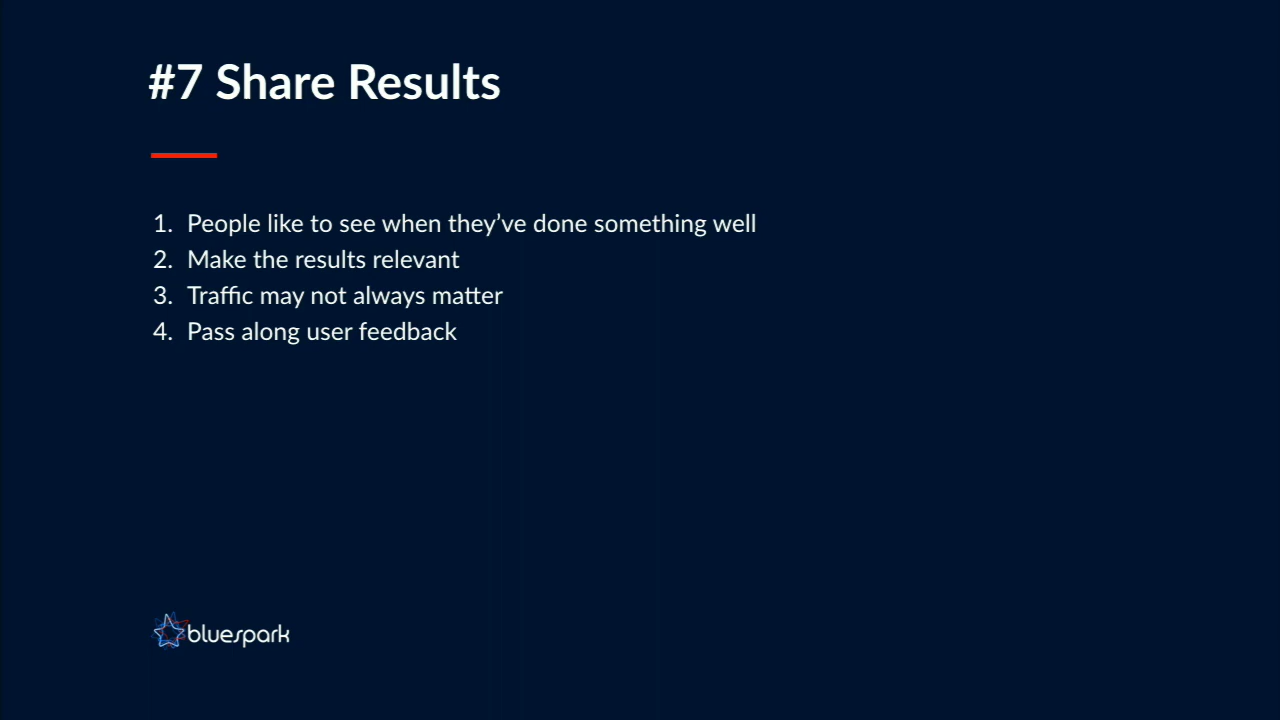 #7 Share Results
1. People like to see when they’ve done something well
2. Make the results relevant
3. Traffic may not always matter
4. Pass along user feedback
bluespark